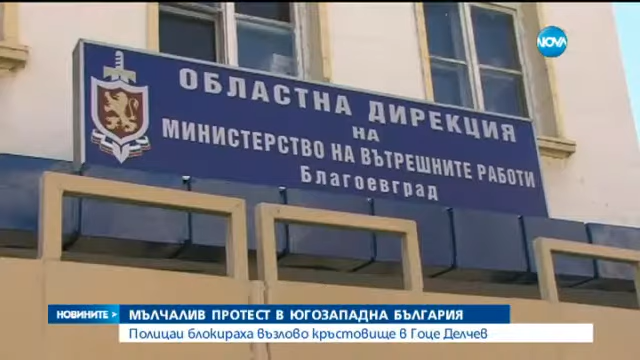 NOVA
ОБЛАСТНА ДИРЕКЦИЯ
НА
МИНИСТЕРСТВО НА ВЪТРЕШНИТЕ РАБОТИ
Благоевград
НОВИНИТЕ
МЪЛЧАЛИВ ПРОТЕСТ В ЮГОЗАПАДНА БЪЛГАРИЯ
Полицаи блокираха възлово кръстовище в Гоце Делчев